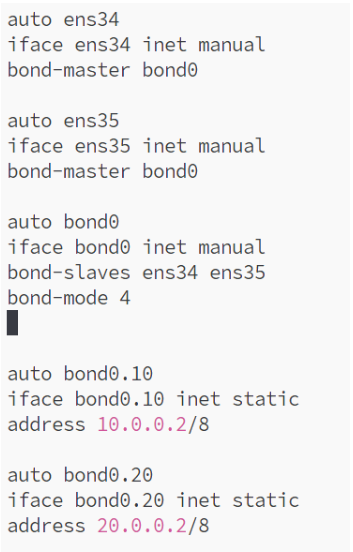 auto ens34
iface ens34 inet manual
bond-master bond0
auto ens35
iface ens35 inet manual
bond-master bond0
auto bond0
iface bond0 inet manual
bond-slaves ens34 ens35
bond-mode 4
auto bond0.10
iface bond0.10 inet static
address 10.0.0.2/8
auto bond0.20
iface bond0.20 inet static
address 20.0.0.2/8